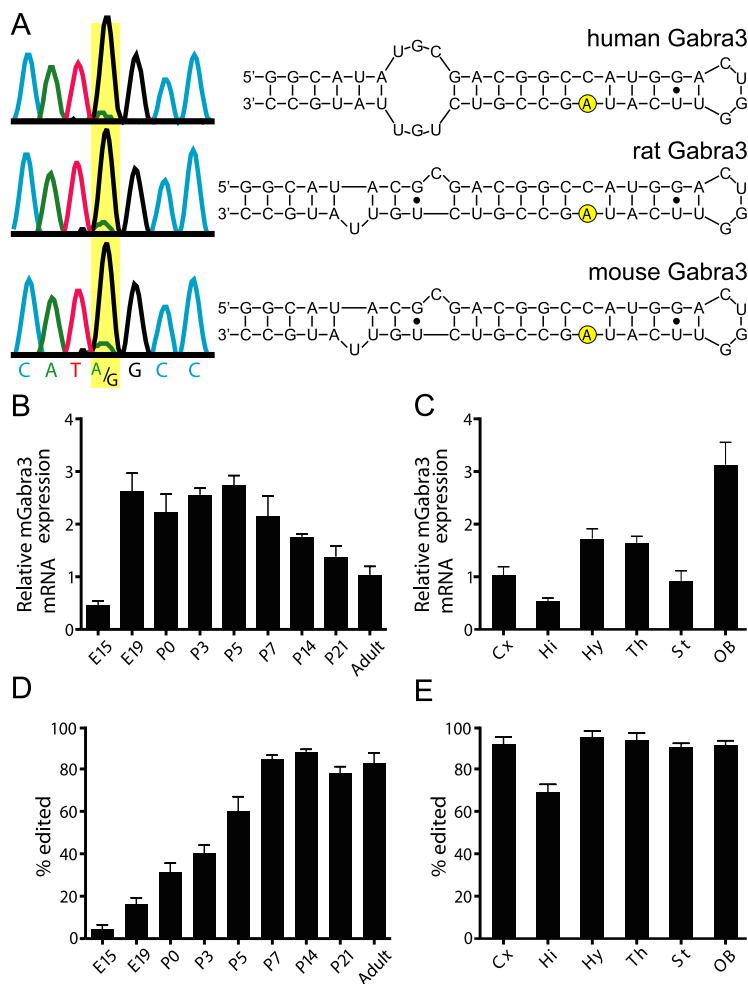 A
human Gabra3
5' G G C A U A U G C G A C G G C C A U G G A C U G
3' C C G U A U U G U C U G C C G A U A C U U G G
rat Gabra3
5' G G C A U A C G C G A C G G C C A U G G A C U G
3' C C G U A U U G U C U G C C G A U A C U U G G
mouse Gabra3
5' G G C A U A C G C G A C G G C C A U G G A C U G
3' C C G U A U U G U C U G C C G A U A C U U G G
C A T A/G G C C
B
Relative mGabra3
mRNA expression
4
3
2
1
0
E15 E19 P0 P3 P5 P7 P14 P21 Adult
C
Relative mGabra3
mRNA expression
4
3
2
1
0
Cx Hi Hy Th St OB
D
% edited
100
80
60
40
20
0
E15 E19 P0 P3 P5 P7 P14 P21 Adult
E
% edited
100
80
60
40
20
0
Cx Hi Hy Th St OB